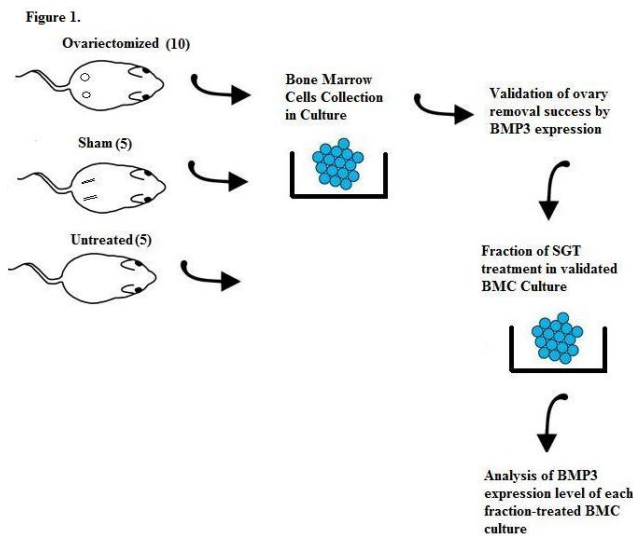 Figure 1.
Ovariectomized (10)
Bone Marrow
Cells Collection
in Culture
Validation of ovary
removal success by
BMP3 expression
Sham (5)
Untreated (5)
Fraction of SGT
treatment in validated
BMC Culture
Analysis of BMP3
expression level of each
fraction-treated BMC
culture